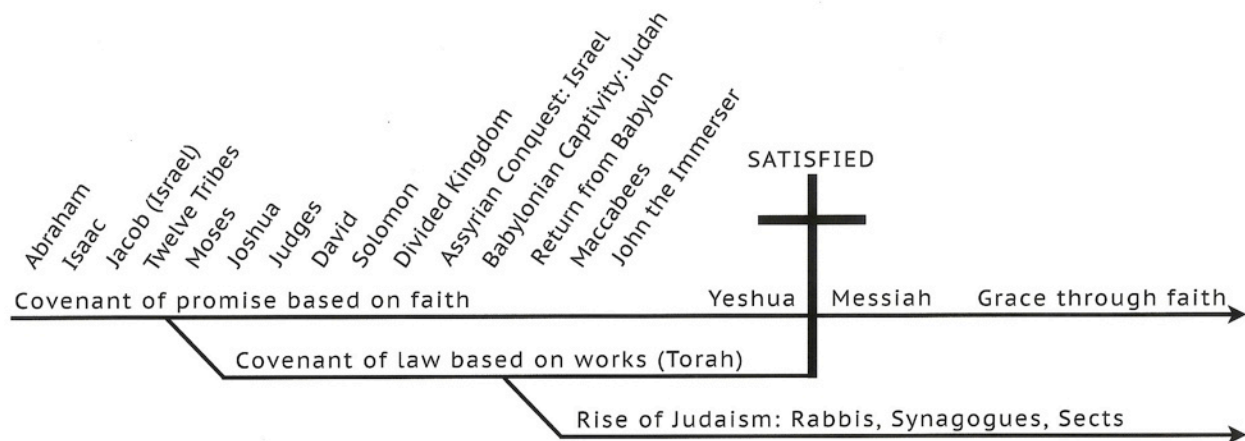 Abraham
Isaac
Jacob (Israel)
Twelve Tribes
Moses
Joshua
Judges
David
Solomon
Divided Kingdom
Assyrian Conquest: Israel
Babylonian Captivity: Judah
Return from Babylon
Maccabees
John the Immerser
SATISFIED
Covenant of promise based on faith
Yeshua
Messiah
Grace through faith
Covenant of law based on works (Torah)
Rise of Judaism: Rabbis, Synagogues, Sects